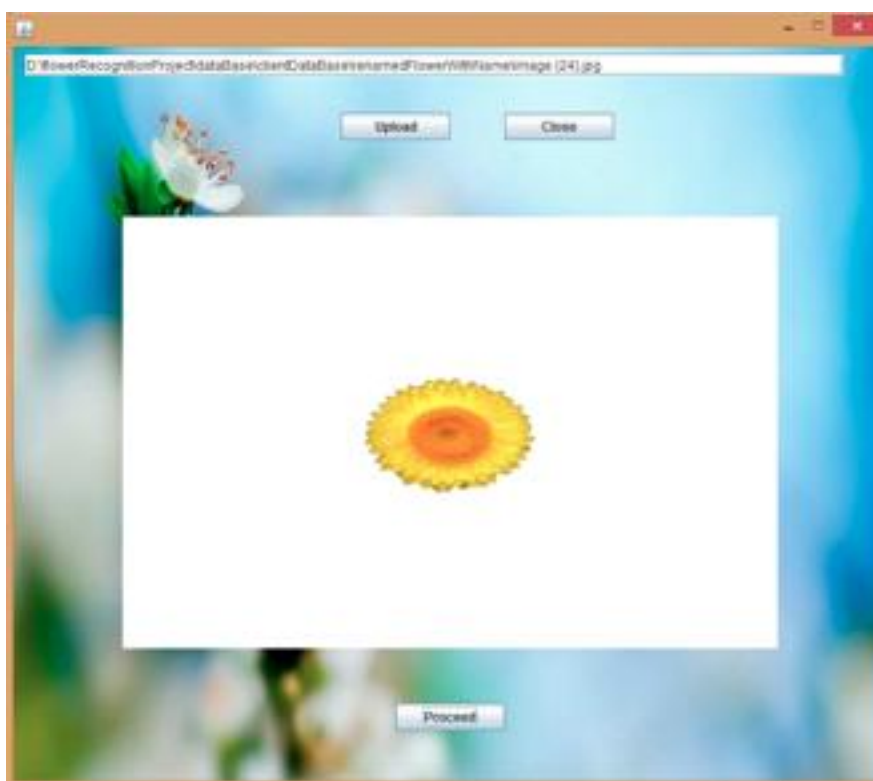 D:\flowerRecognitionProject\dataBase\clientDataBase\renamedFlowerWithName\image (24).jpg
Upload
Close
Proceed